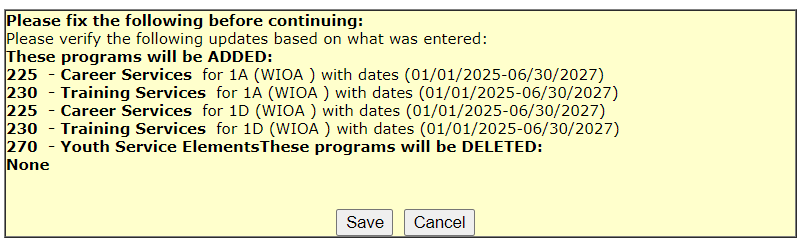 Please fix the following before continuing:
Please verify the following updates based on what was entered:
These programs will be ADDED:
225 - Career Services for 1A (WIOA ) with dates (01/01/2025-06/30/2027)
230 - Training Services for 1A (WIOA ) with dates (01/01/2025-06/30/2027)
225 - Career Services for 1D (WIOA ) with dates (01/01/2025-06/30/2027)
230 - Training Services for 1D (WIOA ) with dates (01/01/2025-06/30/2027)
270 - Youth Service ElementsThese programs will be DELETED:
None
Save Cancel